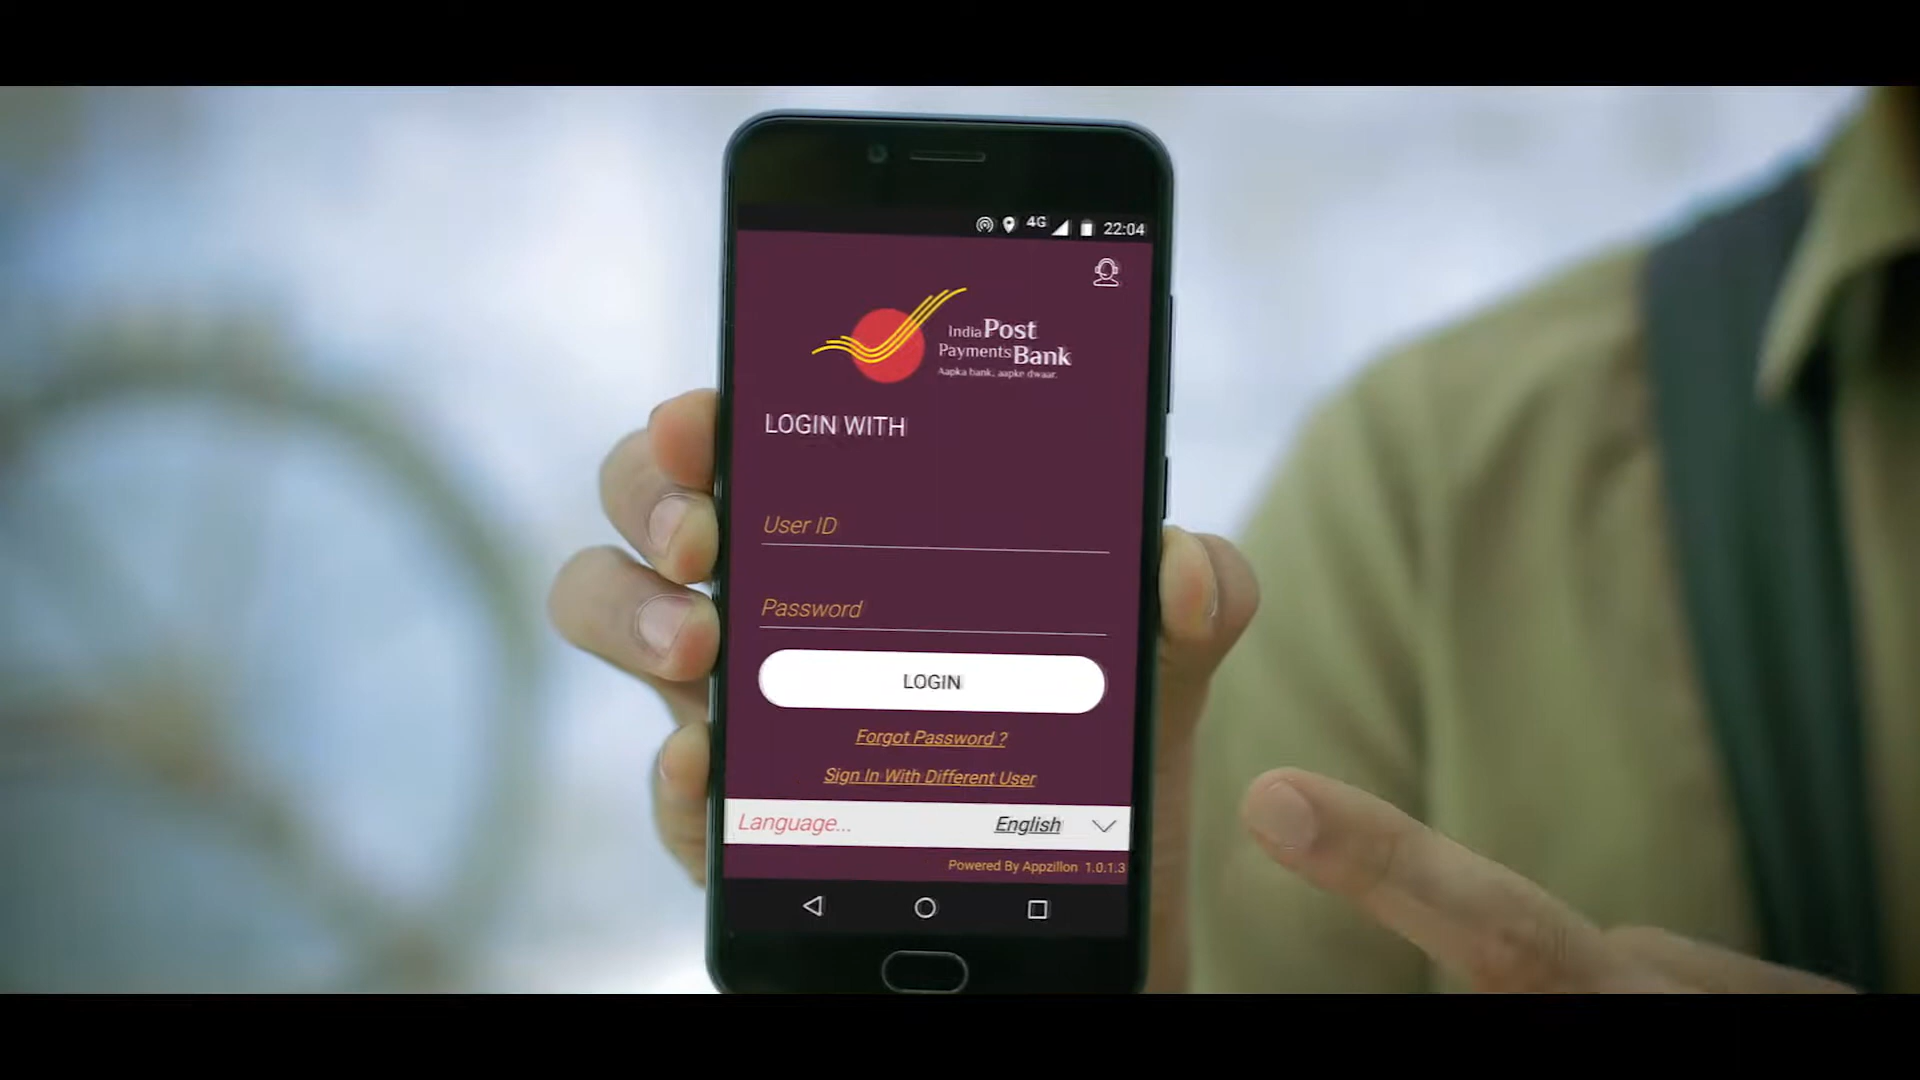 4G 22:04
India Post
Payments Bank
Aapka bank, aapke dwaar.
LOGIN WITH
User ID
Password
LOGIN
Forgot Password ?
Sign In With Different User
Language... English
Powered By Appzillon 1.0.1.3